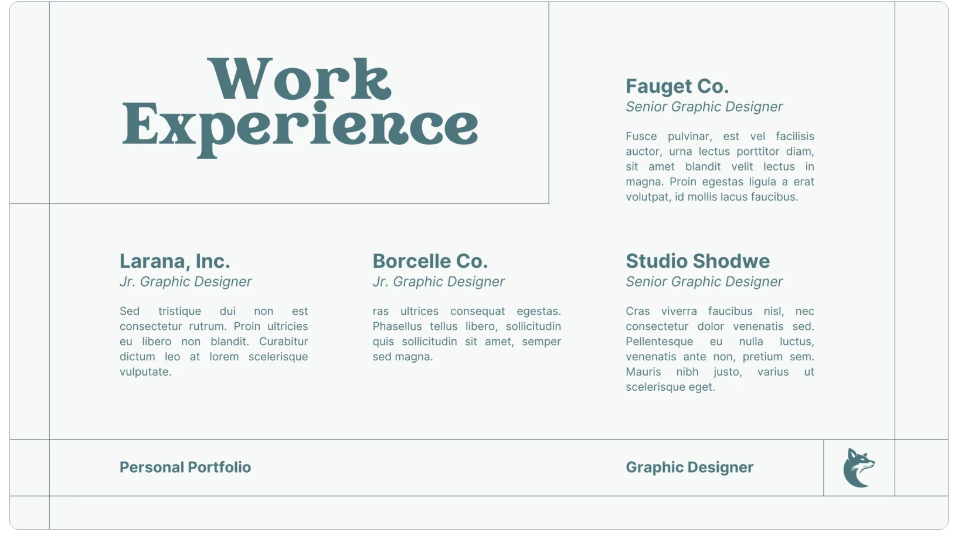 Work
Experience
Fauget Co.
Senior Graphic Designer
Fusce pulvinar, est vel facilisis
auctor, urna lectus porttitor diam,
sit amet blandit velit lectus in
magna. Proin egestas ligula a erat
volutpat, id mollis lacus faucibus.
Larana, Inc.
Jr. Graphic Designer
Sed tristique dui non est
consectetur rutrum. Proin ultricies
eu libero non blandit. Curabitur
dictum leo at lorem scelerisque
vulputate.
Borcelle Co.
Jr. Graphic Designer
ras ultrices consequat egestas.
Phasellus tellus libero, sollicitudin
quis sollicitudin sit amet, semper
sed magna.
Studio Shodwe
Senior Graphic Designer
Cras viverra faucibus nisl, nec
consectetur dolor venenatis sed.
Pellentesque eu nulla luctus,
venenatis ante non, pretium sem.
Mauris nibh justo, varius ut
scelerisque eget.
Personal Portfolio
Graphic Designer